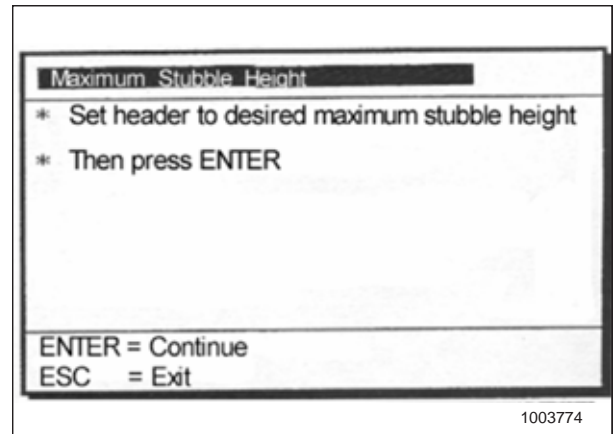 Maximum Stubble Height
* Set header to desired maximum stubble height
* Then press ENTER
ENTER = Continue
ESC = Exit
1003774